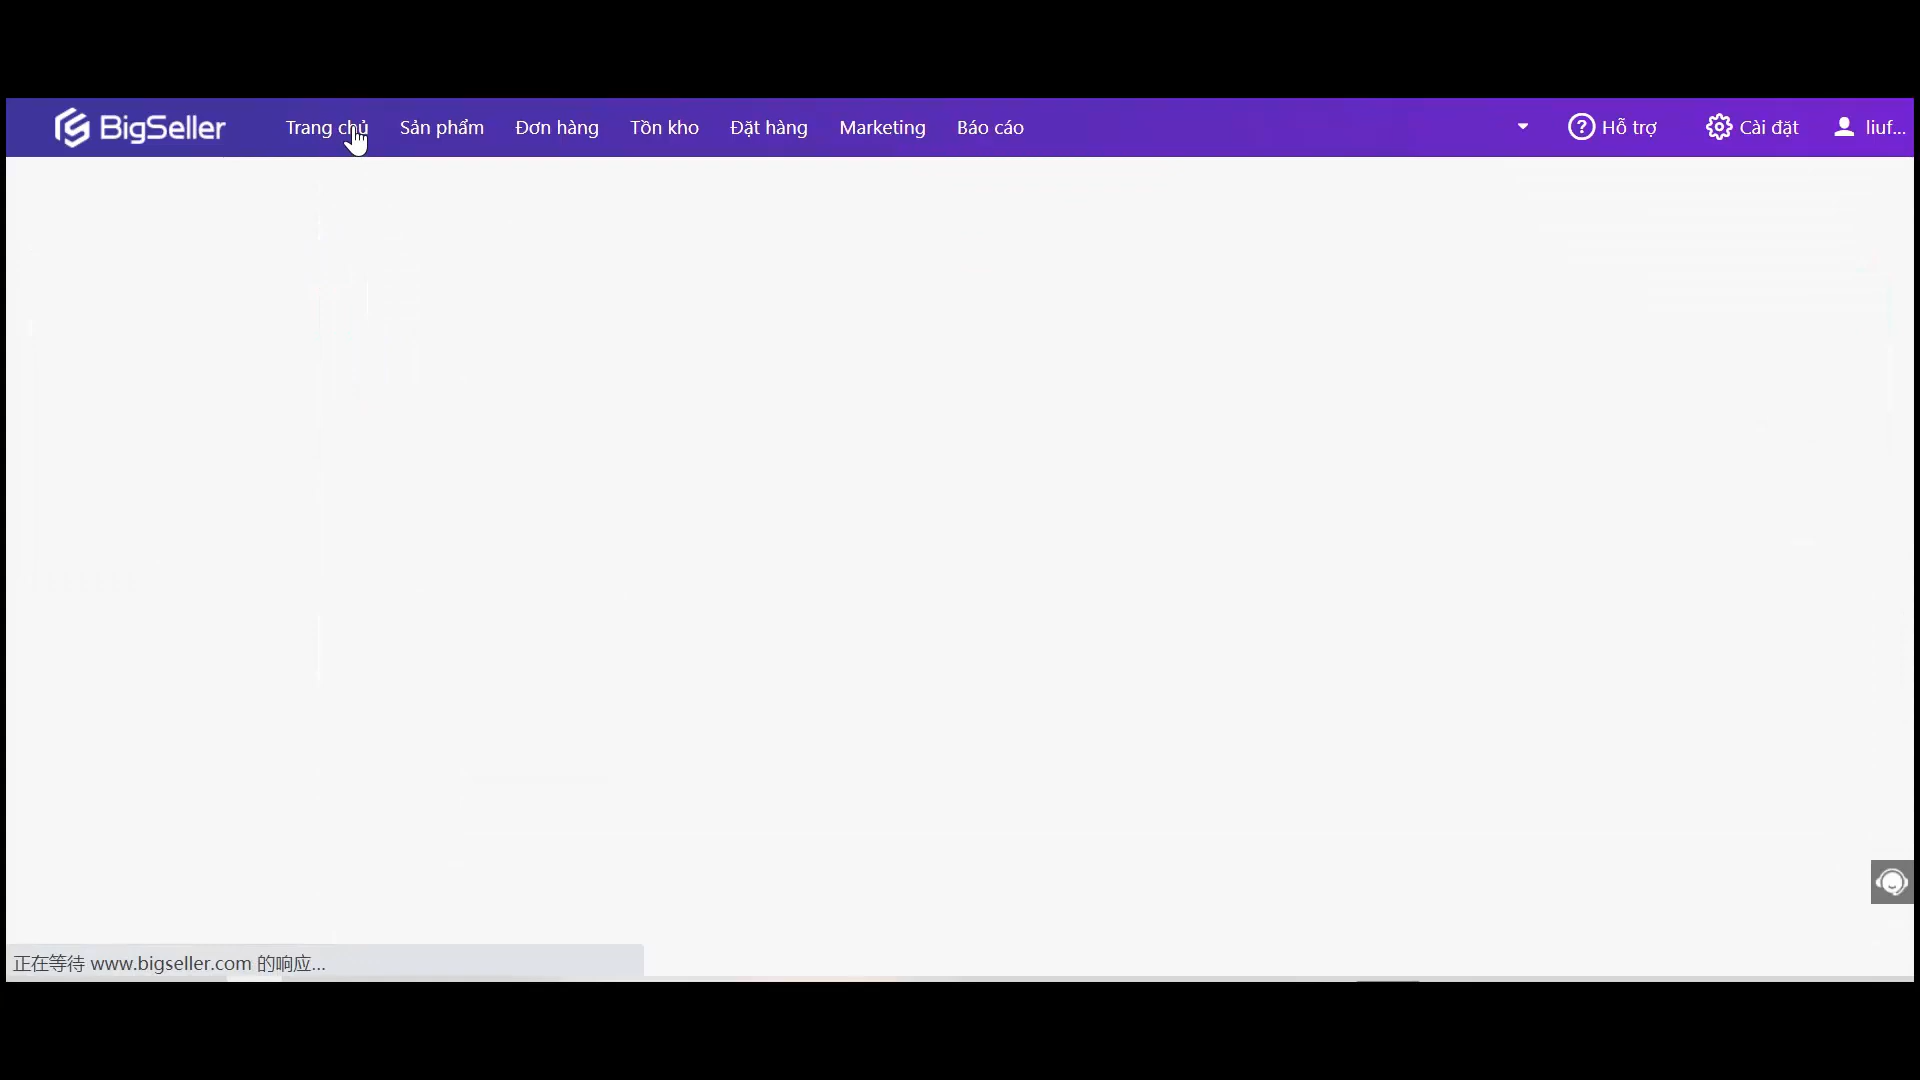 BigSeller Trang chủ Sản phẩm Đơn hàng Tồn kho Đặt hàng Marketing Báo cáo Hỗ trợ Cài đặt liuf...
正在等待 www.bigseller.com 的响应...